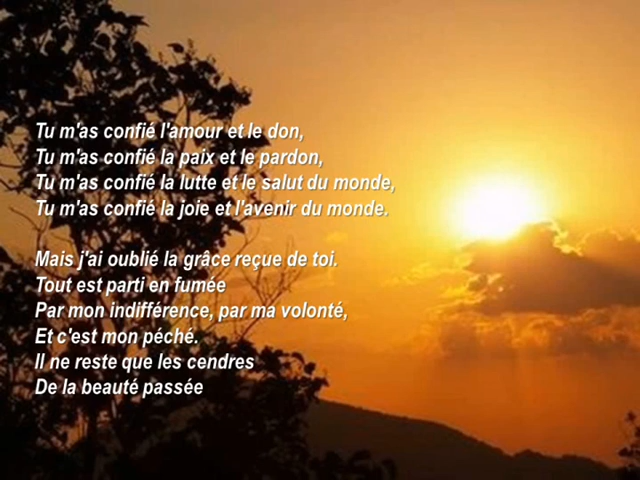 Tu m'as confié l'amour et le don,
Tu m'as confié la paix et le pardon,
Tu m'as confié la lutte et le salut du monde,
Tu m'as confié la joie et l'avenir du monde.
Mais j'ai oublié la grâce reçue de toi.
Tout est parti en fumée
Par mon indifférence, par ma volonté,
Et c'est mon péché.
Il ne reste que les cendres
De la beauté passée